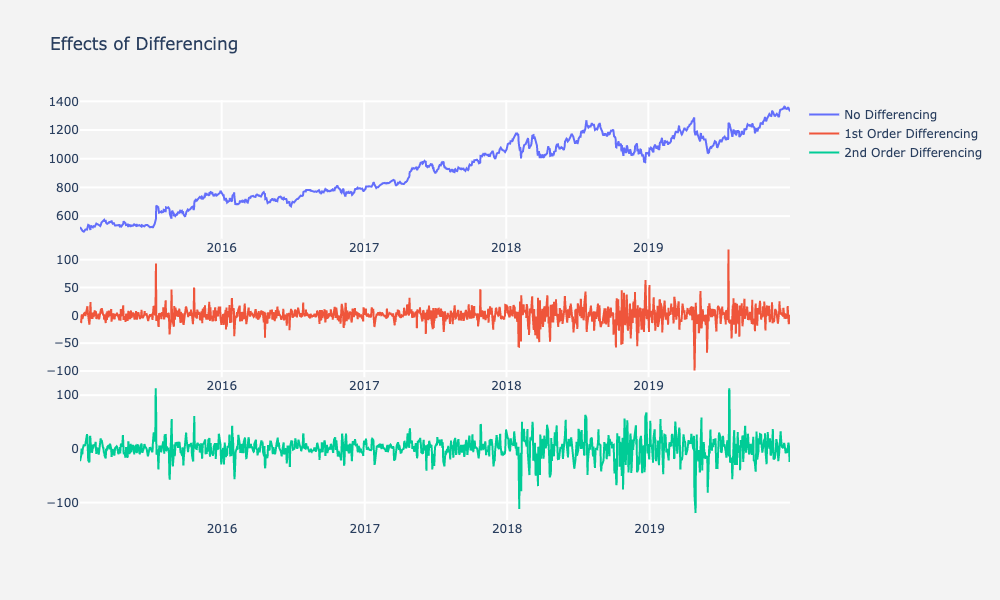 Effects of Differencing
No Differencing
1st Order Differencing
2nd Order Differencing
1400
1200
1000
800
600
2016 2017 2018 2019
100
50
0
−50
−100
2016 2017 2018 2019
100
0
−100
2016 2017 2018 2019